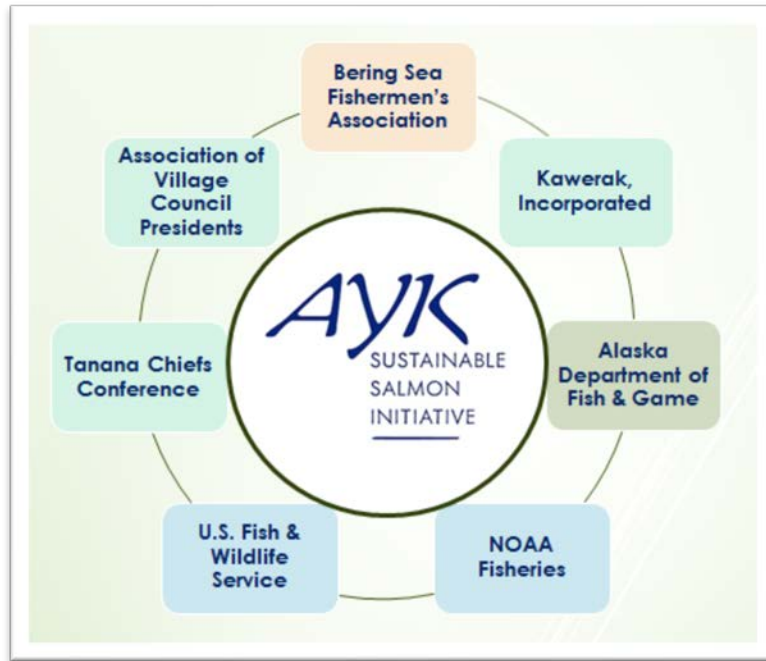 Bering Sea
Fishermen's
Association
Association of
Village
Council
Presidents
Kawerak,
Incorporated
AYK
SUSTAINABLE
SALMON
INITIATIVE
Tanana Chiefs
Conference
Alaska
Department of
Fish & Game
U.S. Fish &
Wildlife
Service
NOAA
Fisheries